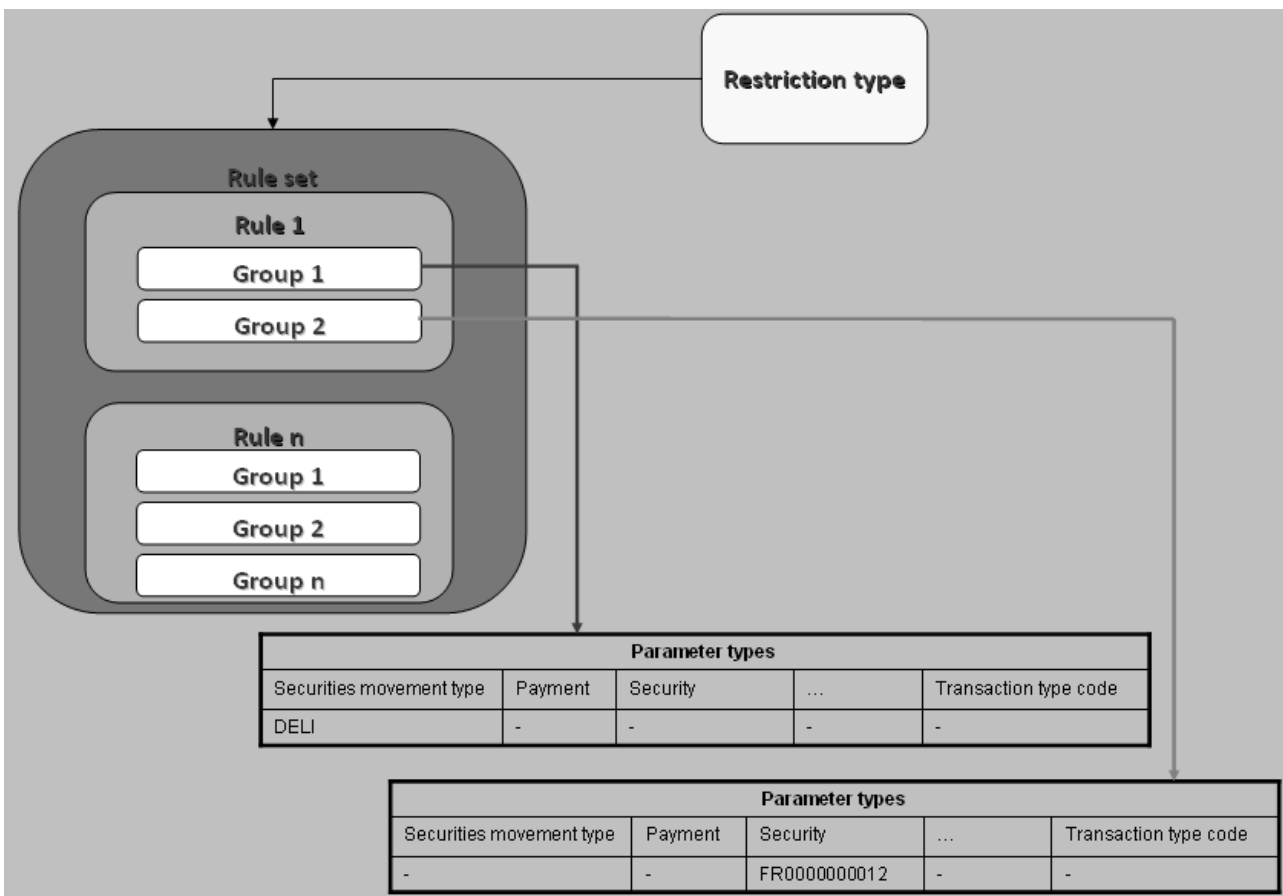 Restriction type
Rule set
Rule 1
Group 1
Group 2
Rule n
Group 1
Group 2
Group n
Parameter types
Securities movement type Payment Security ... Transaction type code
DELI - - - -
Parameter types
Securities movement type Payment Security ... Transaction type code
- - FR0000000012 - -